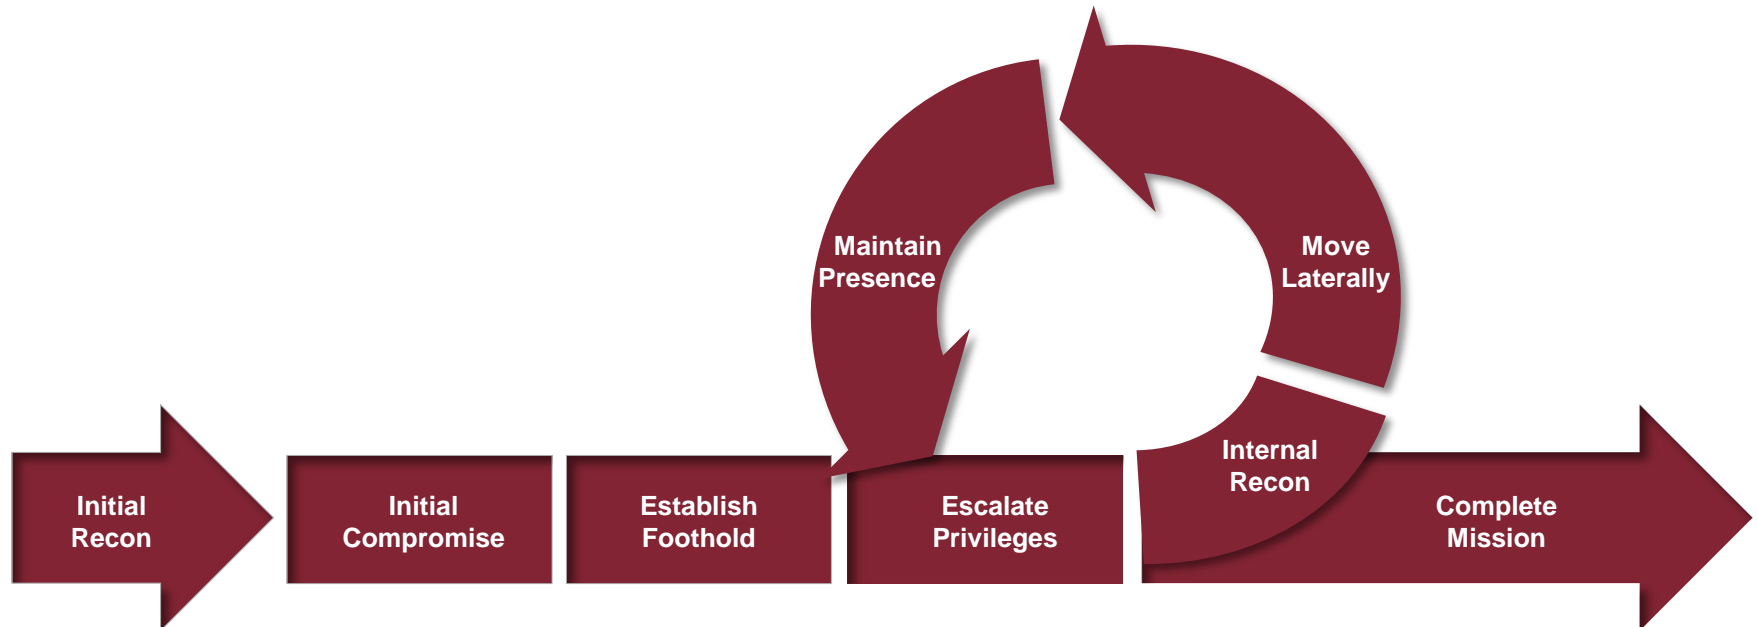 Initial
Recon
Initial
Compromise
Establish
Foothold
Escalate
Privileges
Internal
Recon
Move
Laterally
Maintain
Presence
Complete
Mission